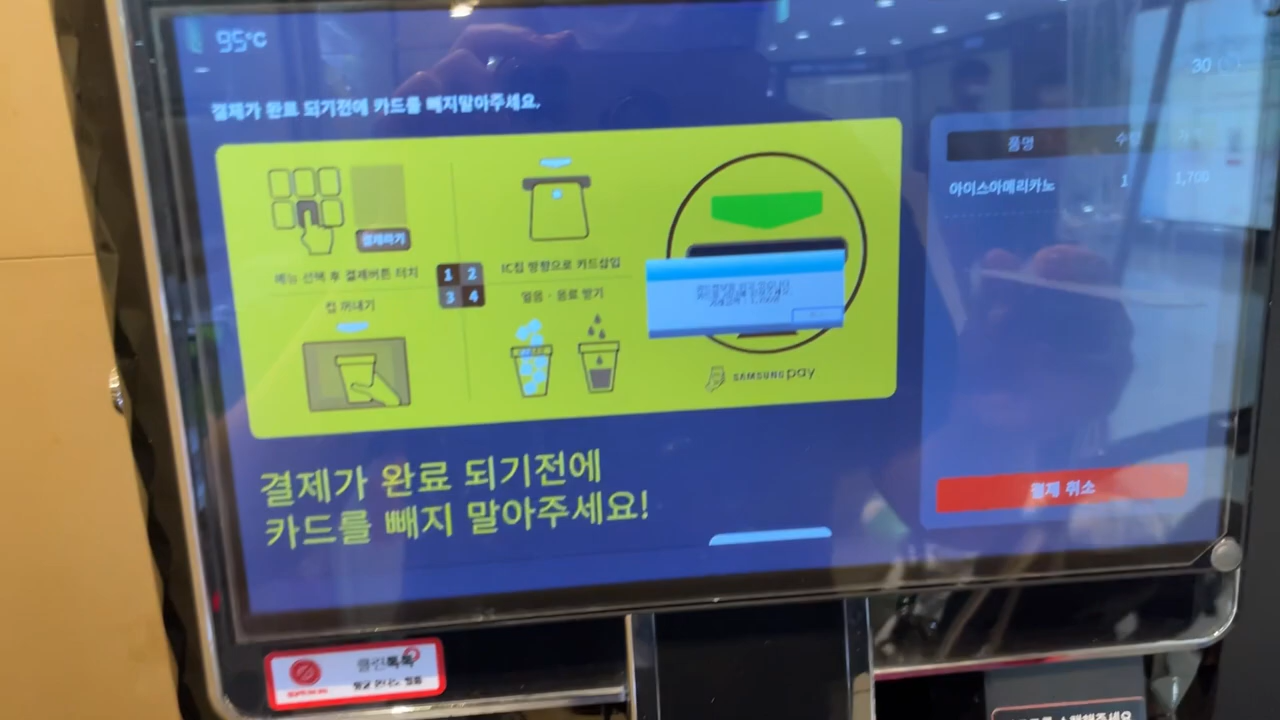 95°C
30
결제가 완료 되기전에 카드를 빼지말아주세요.
결제하기
메뉴 선택 후 결제버튼 터치
IC칩 방향으로 카드삽입
1 2
3 4
컵 꺼내기
얼음 · 음료 받기
SAMSUNG pay
품명
아이스아메리카노 1 1,700
결제 취소
결제가 완료 되기전에
카드를 빼지 말아주세요!